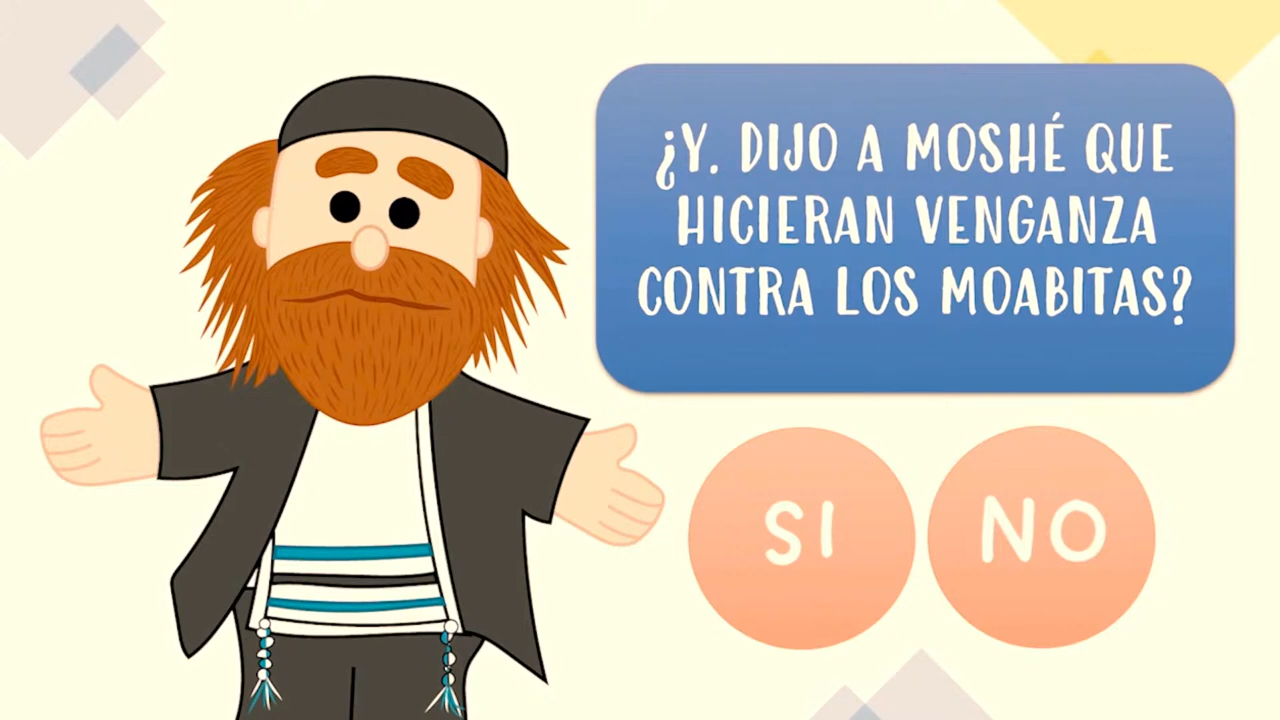 ¿Y. DIJO A MOSHÉ QUE
HICIERAN VENGANZA
CONTRA LOS MOABITAS?
SI NO